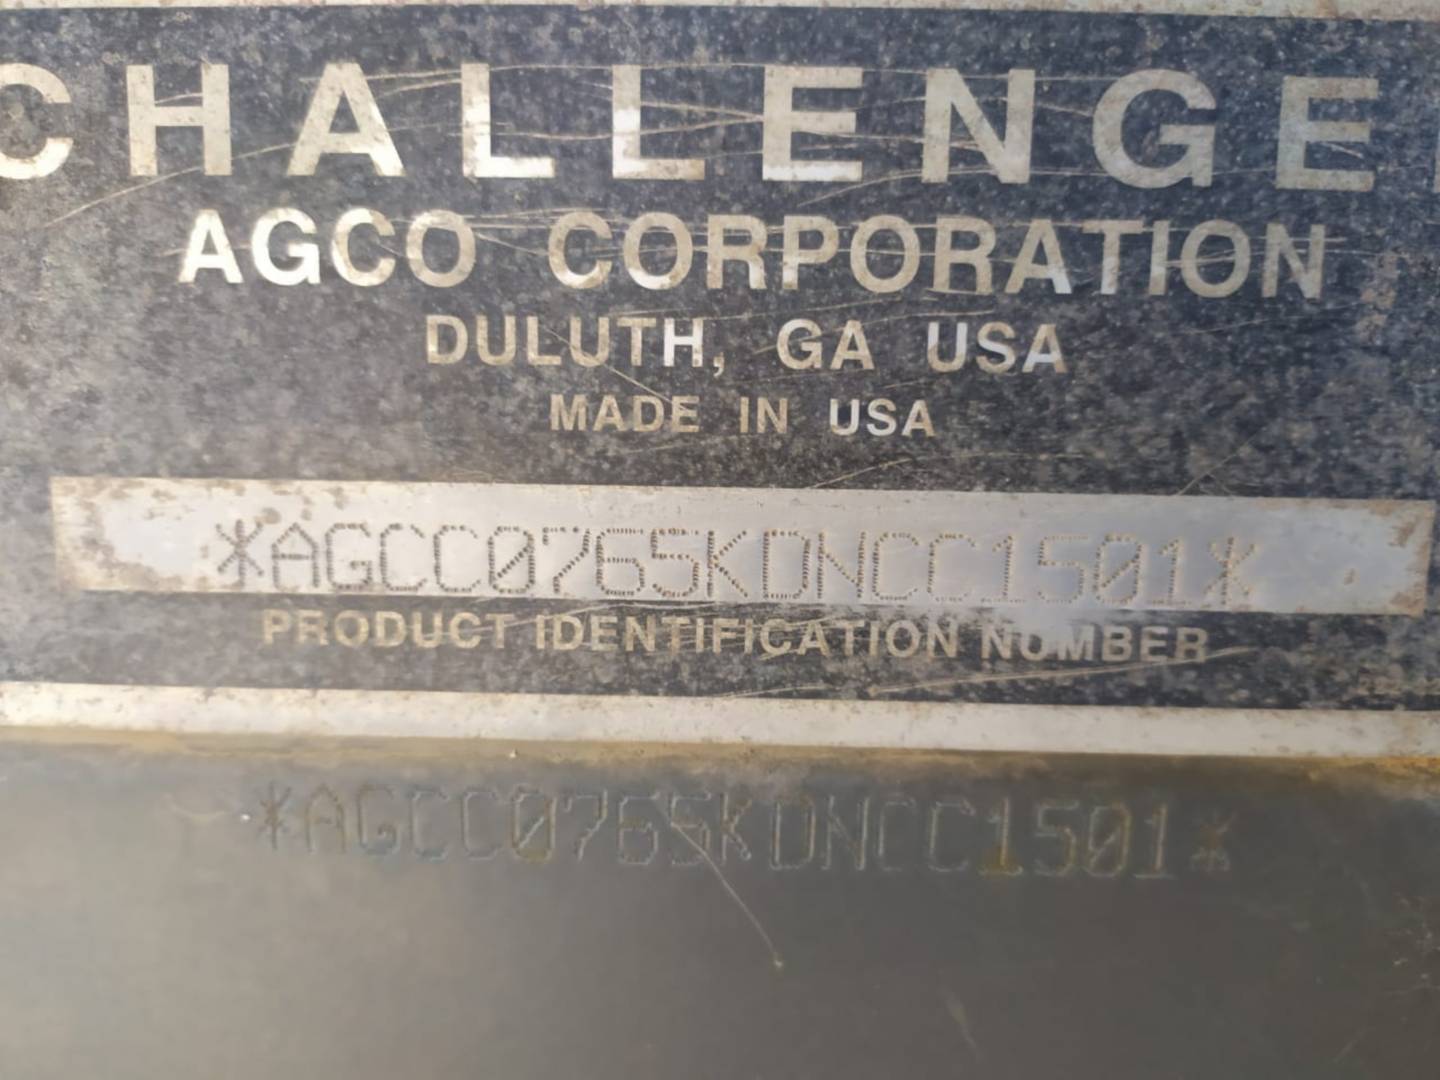 CHALLENGE
AGCO CORPORATION
DULUTH, GA USA
MADE IN USA
*AGCC0765KDNCC1501*
PRODUCT IDENTIFICATION NUMBER
*AGCC0765KDNCC1501*